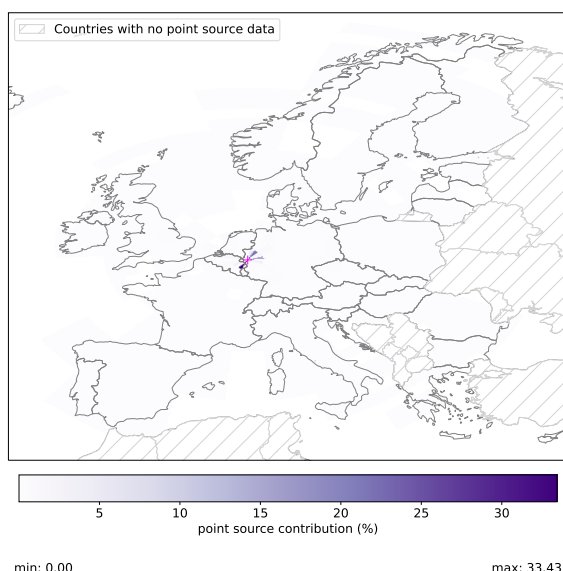 Countries with no point source data
5 10 15 20 25 30
point source contribution (%)
min: 0.00 max: 33.43